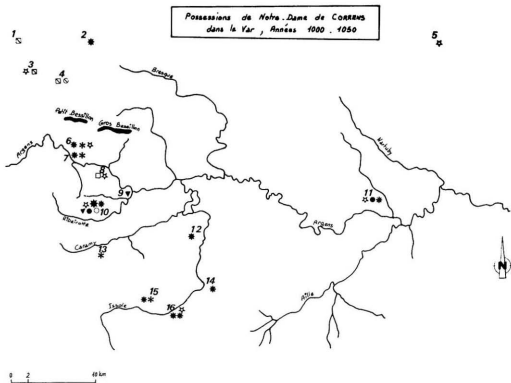 Possessions de Notre-Dame de CORRENS
dans le Var, Années 1000 - 1050
1
2
5
3
4
Bresque
Petit Bessillon
Gros Bessillon
Argens
6
7
8
Nartuby
9
10
11
Argens
Caramy
12
13
N
14
15
Issole
16
0 2 10 km